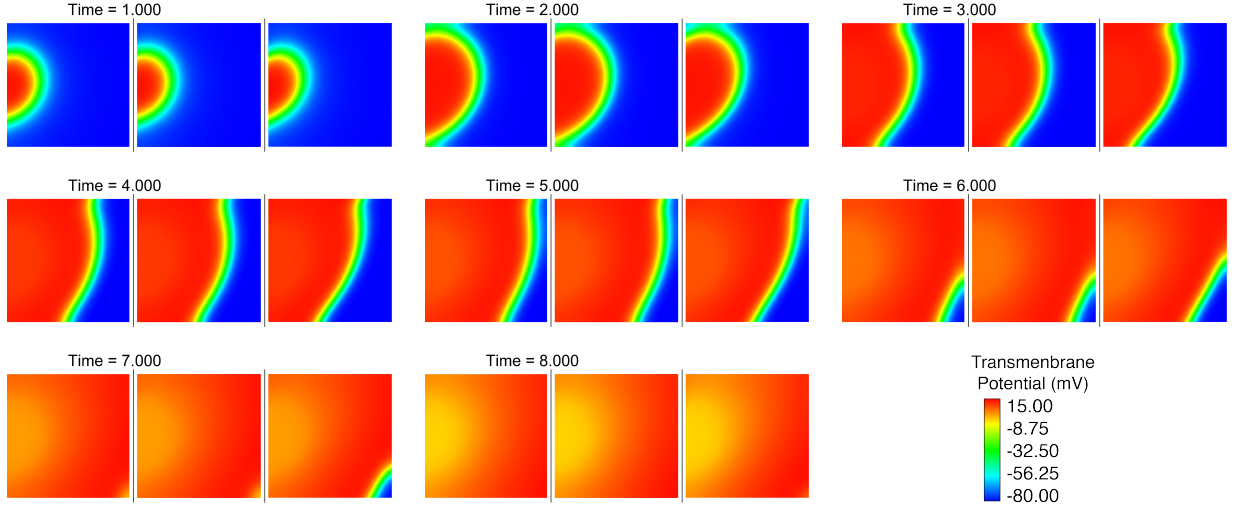 Time = 1.000
Time = 2.000
Time = 3.000
Time = 4.000
Time = 5.000
Time = 6.000
Time = 7.000
Time = 8.000
Transmenbrane
Potential (mV)
15.00
-8.75
-32.50
-56.25
-80.00